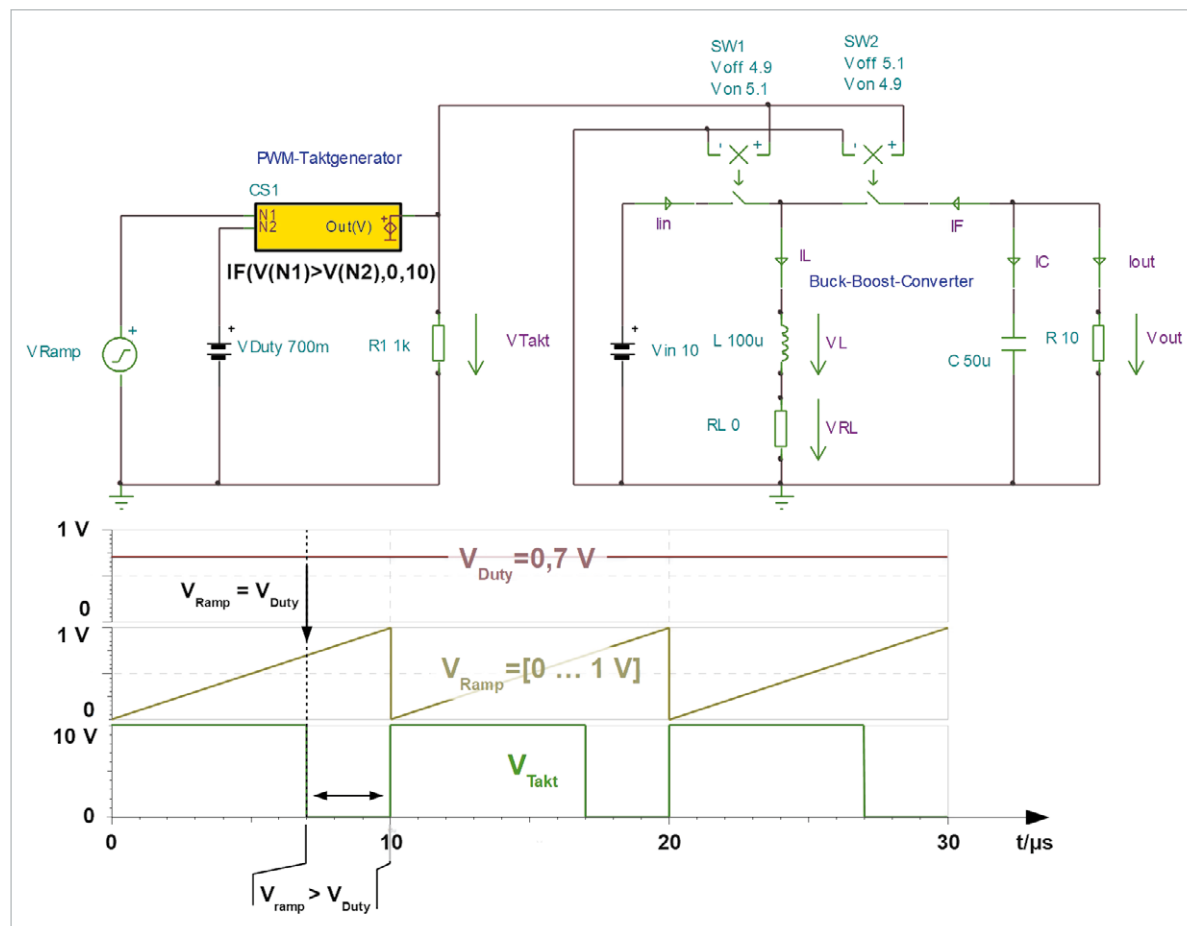 SW1
Voff 4.9
Von 5.1
SW2
Voff 5.1
Von 4.9
PWM-Taktgenerator
CS1
N1
N2
Out(V)
IF(V(N1)>V(N2),0,10)
- +
- +
Iin
IF
IL
IC
Iout
Buck-Boost-Converter
+
VRamp
+
VDuty 700m
R1 1k
VTakt
+
Vin 10
L 100u
VL
C 50u
R 10
Vout
RL 0
VRL
1 V
VDuty=0,7 V
VRamp = VDuty
0
1 V
VRamp=[0 ... 1 V]
0
10 V
VTakt
0
0 10 20 30 t/µs
Vramp > VDuty